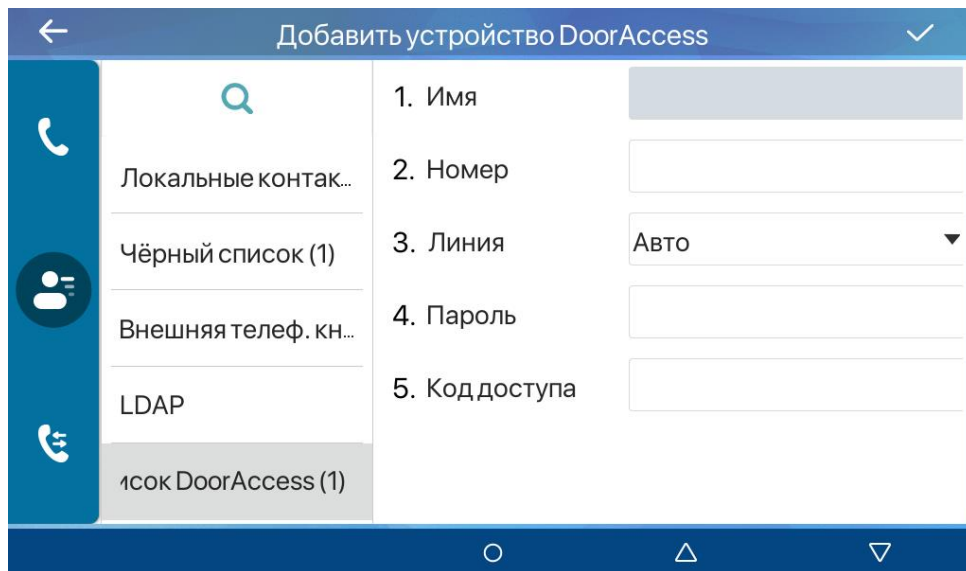 Добавить устройство DoorAccess
Локальные контак...
Чёрный список (1)
Внешняя телеф. кн...
LDAP
исок DoorAccess (1)
1. Имя
2. Номер
3. Линия
Авто
4. Пароль
5. Код доступа